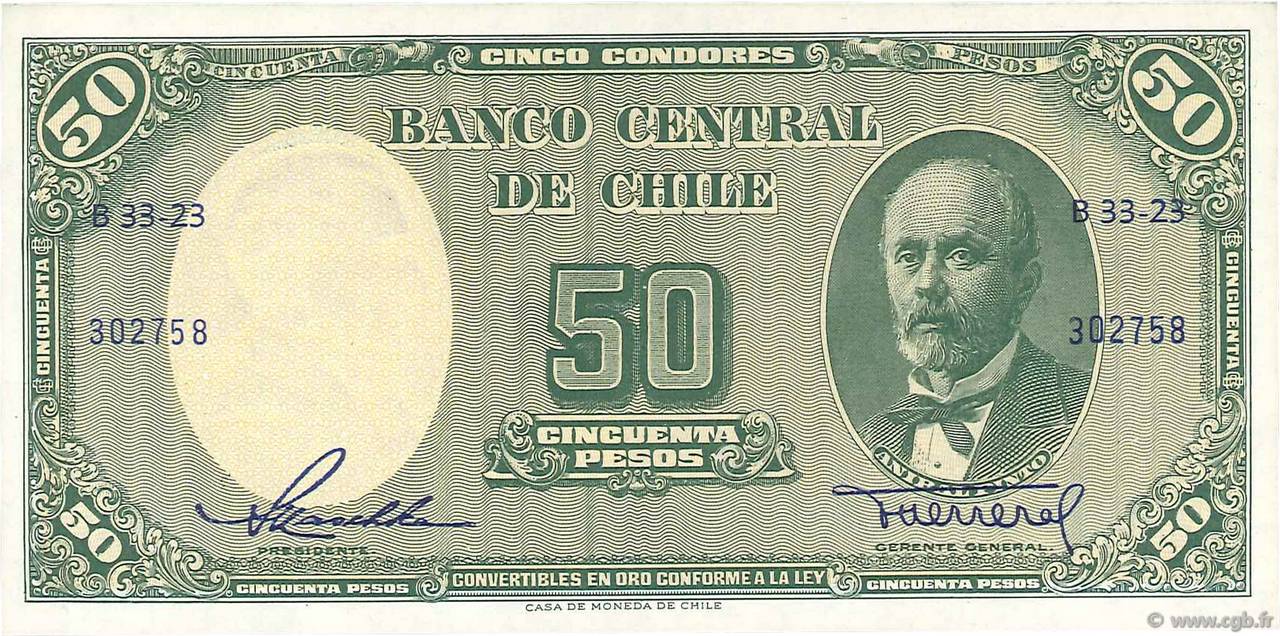 50 CINCUENTA CINCO CONDORES PESOS 50
BANCO CENTRAL
DE CHILE
B 33-23 B 33-23
50
CINCUENTA CINCUENTA
302758 302758
CINCUENTA
PESOS
ANIBAL PINTO
PRESIDENTE. GERENTE GENERAL.
50 50
CINCUENTA PESOS CONVERTIBLES EN ORO CONFORME A LA LEY CINCUENTA PESOS
CASA DE MONEDA DE CHILE
© www.cgb.fr